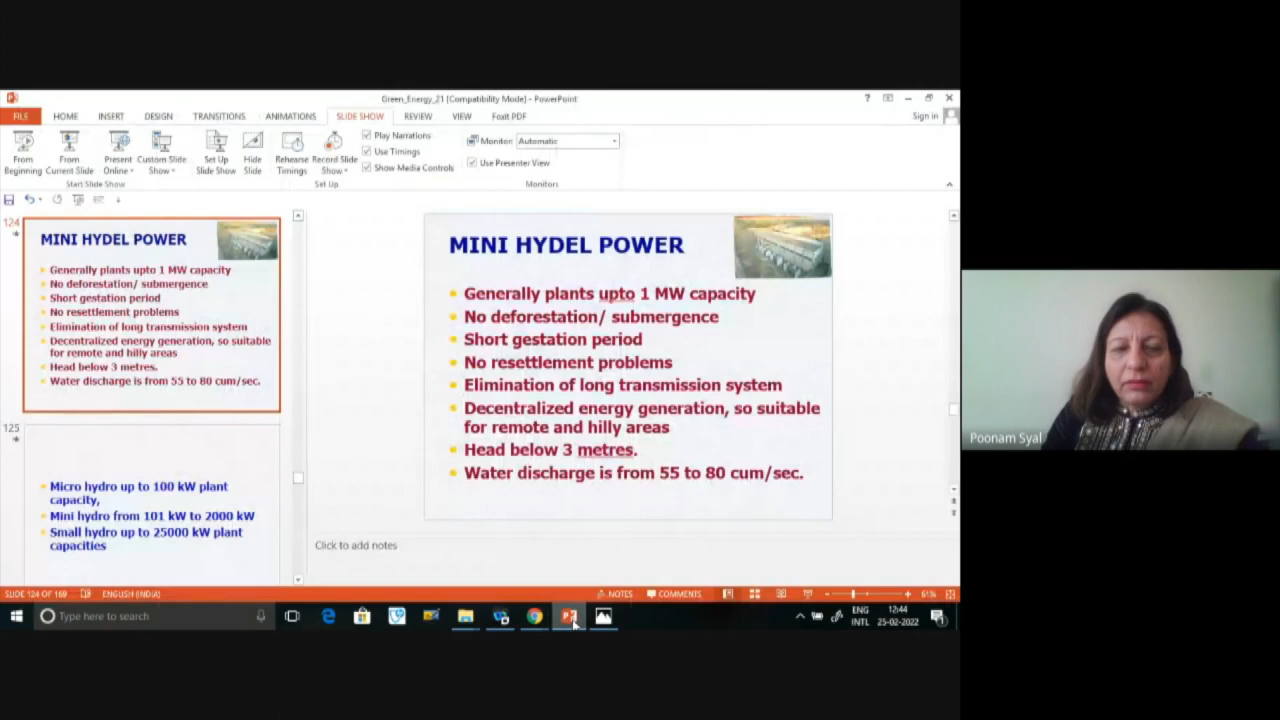 Green_Energy_21 [Compatibility Mode] - PowerPoint
?
FILE HOME INSERT DESIGN TRANSITIONS ANIMATIONS SLIDE SHOW REVIEW VIEW Foxit PDF Sign in
From Beginning
From Current Slide
Present Online
Custom Slide Show
Set Up Slide Show
Hide Slide
Rehearse Timings
Record Slide Show
Play Narrations
Use Timings
Show Media Controls
Monitor: Automatic
Use Presenter View
Start Slide Show Set Up Monitors
124
MINI HYDEL POWER
Generally plants upto 1 MW capacity
No deforestation/ submergence
Short gestation period
No resettlement problems
Elimination of long transmission system
Decentralized energy generation, so suitable
for remote and hilly areas
Head below 3 metres.
Water discharge is from 55 to 80 cum/sec.
125
Micro hydro up to 100 kW plant
capacity,
Mini hydro from 101 kW to 2000 kW
Small hydro up to 25000 kW plant
capacities
MINI HYDEL POWER
Generally plants upto 1 MW capacity
No deforestation/ submergence
Short gestation period
No resettlement problems
Elimination of long transmission system
Decentralized energy generation, so suitable
for remote and hilly areas
Head below 3 metres.
Water discharge is from 55 to 80 cum/sec.
Click to add notes
Poonam Syal
SLIDE 124 OF 169 ENGLISH (INDIA) NOTES COMMENTS 61%
Type here to search
ENG
INTL
12:44
25-02-2022